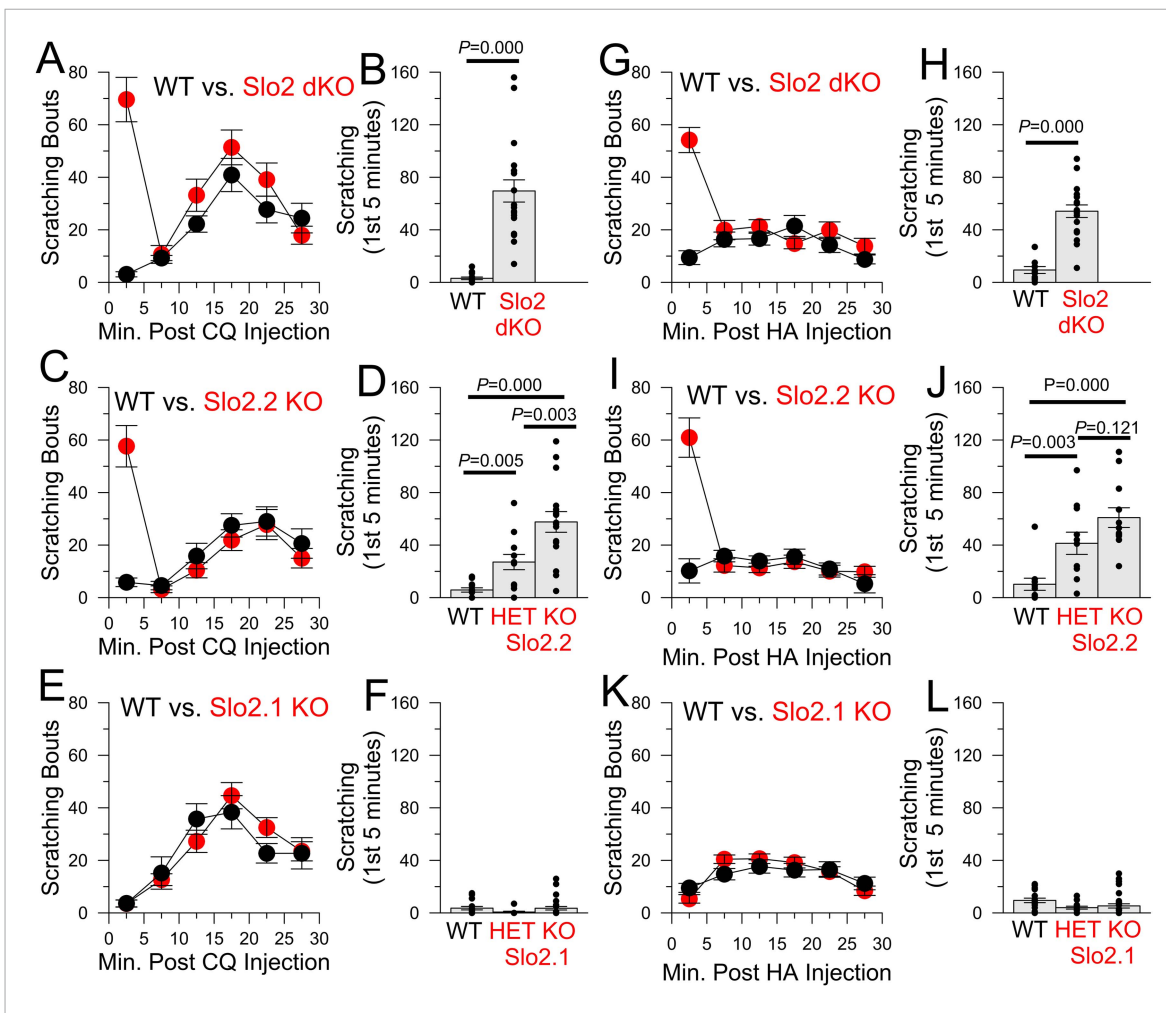 A
WT vs. Slo2 dKO
Scratching Bouts
80
60
40
20
0
0 5 10 15 20 25 30
Min. Post CQ Injection
B
P=0.000
Scratching
(1st 5 minutes)
160
120
80
40
0
WT Slo2
dKO
G
WT vs. Slo2 dKO
Scratching Bouts
80
60
40
20
0
0 5 10 15 20 25 30
Min. Post HA Injection
H
P=0.000
Scratching
(1st 5 minutes)
160
120
80
40
0
WT Slo2
dKO
C
WT vs. Slo2.2 KO
Scratching Bouts
80
60
40
20
0
0 5 10 15 20 25 30
Min. Post CQ Injection
D
P=0.000
P=0.003
P=0.005
Scratching
(1st 5 minutes)
160
120
80
40
0
WT HET KO
Slo2.2
I
WT vs. Slo2.2 KO
Scratching Bouts
80
60
40
20
0
0 5 10 15 20 25 30
Min. Post HA Injection
J
P=0.000
P=0.121
P=0.003
Scratching
(1st 5 minutes)
160
120
80
40
0
WT HET KO
Slo2.2
E
WT vs. Slo2.1 KO
Scratching Bouts
80
60
40
20
0
0 5 10 15 20 25 30
Min. Post CQ Injection
F
Scratching
(1st 5 minutes)
160
120
80
40
0
WT HET KO
Slo2.1
K
WT vs. Slo2.1 KO
Scratching Bouts
80
60
40
20
0
0 5 10 15 20 25 30
Min. Post HA Injection
L
Scratching
(1st 5 minutes)
160
120
80
40
0
WT HET KO
Slo2.1